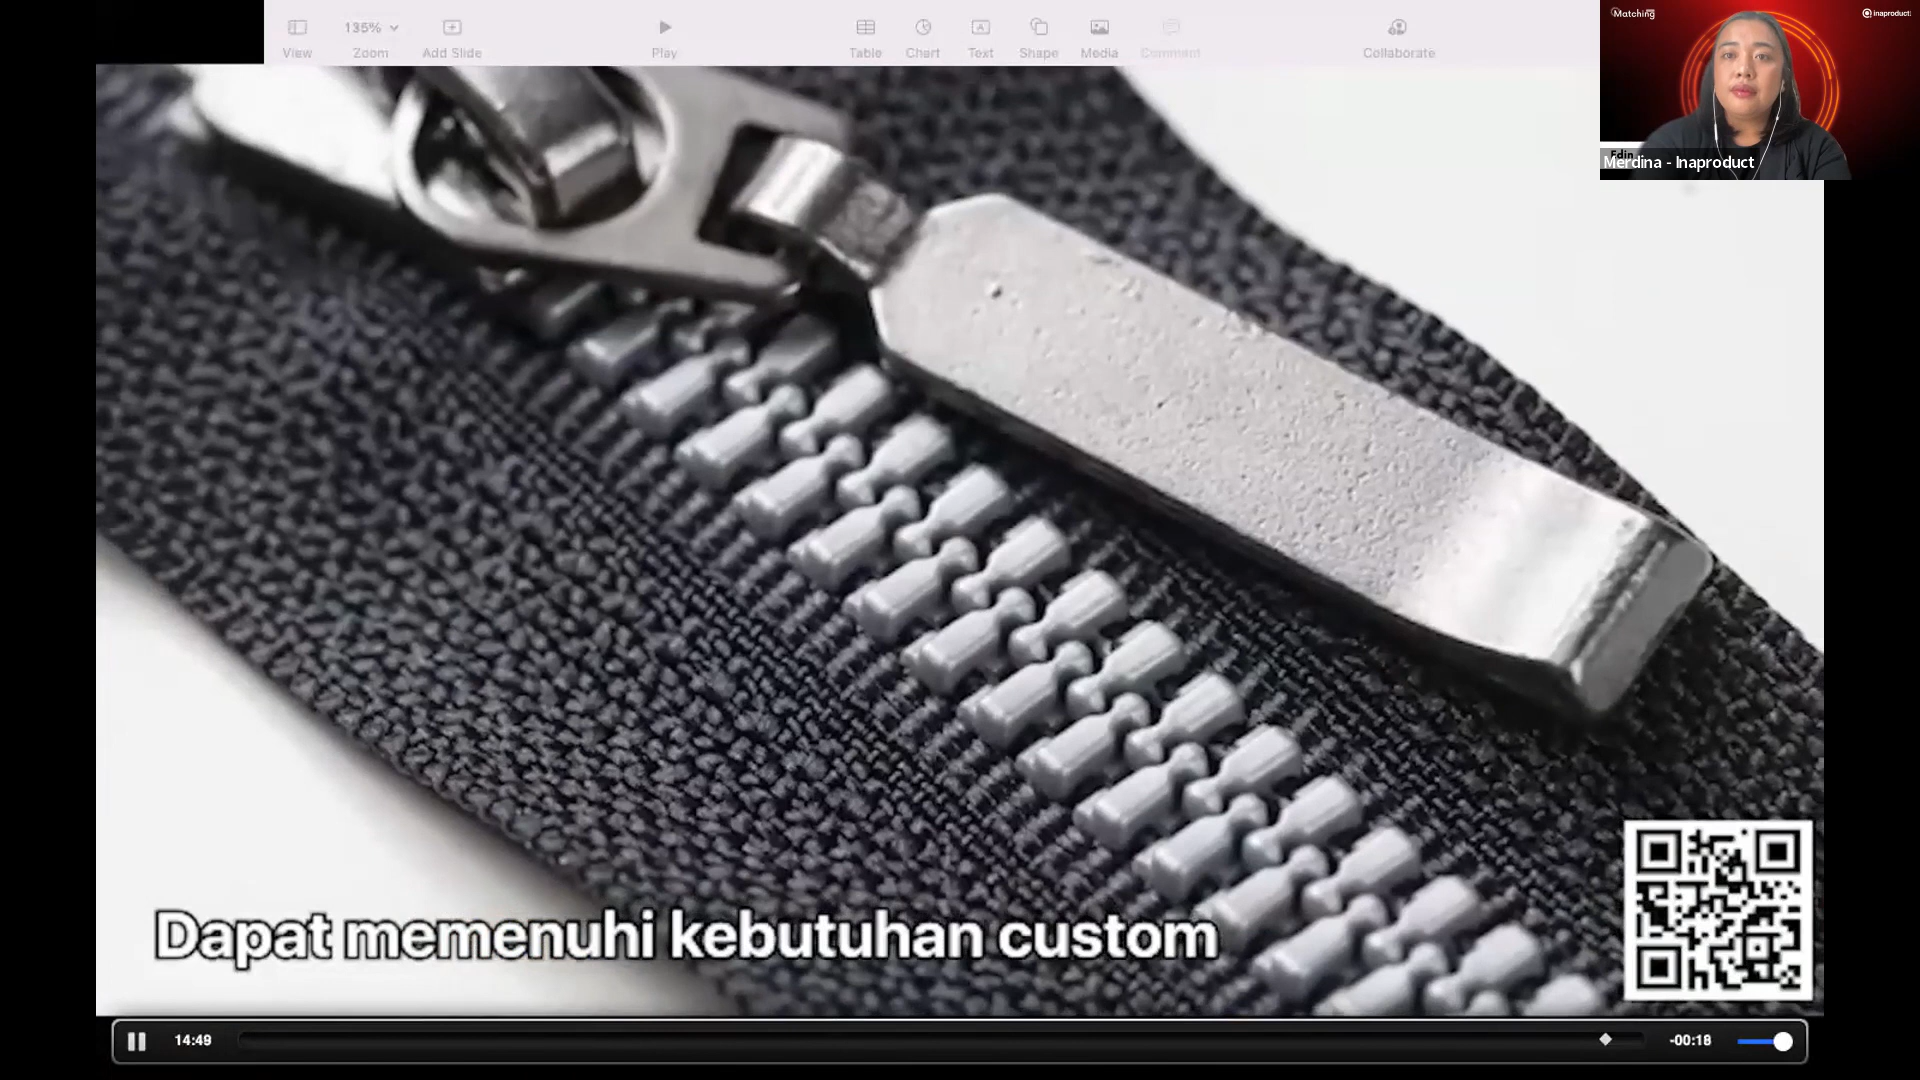 View
135%
Zoom
Add Slide
Play
Table
Chart
Text
Shape
Media
Comment
Collaborate
Matching
inaproduct
Merdina - Inaproduct
Dapat memenuhi kebutuhan custom
14:49
-00:18